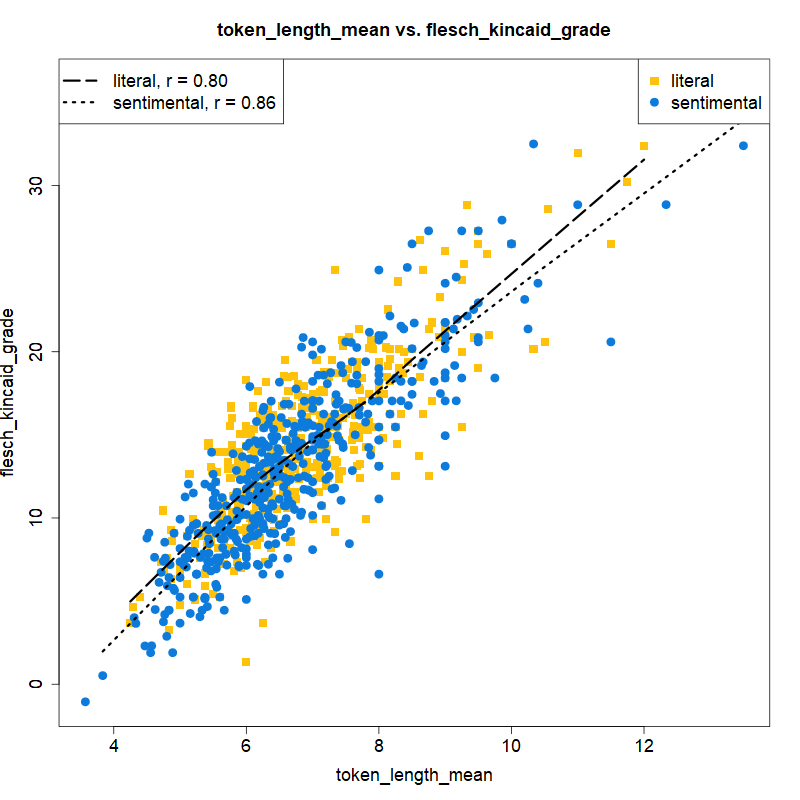 token_length_mean vs. flesch_kincaid_grade
literal, r = 0.80
sentimental, r = 0.86
literal
sentimental
flesch_kincaid_grade
30
20
10
0
4 6 8 10 12
token_length_mean